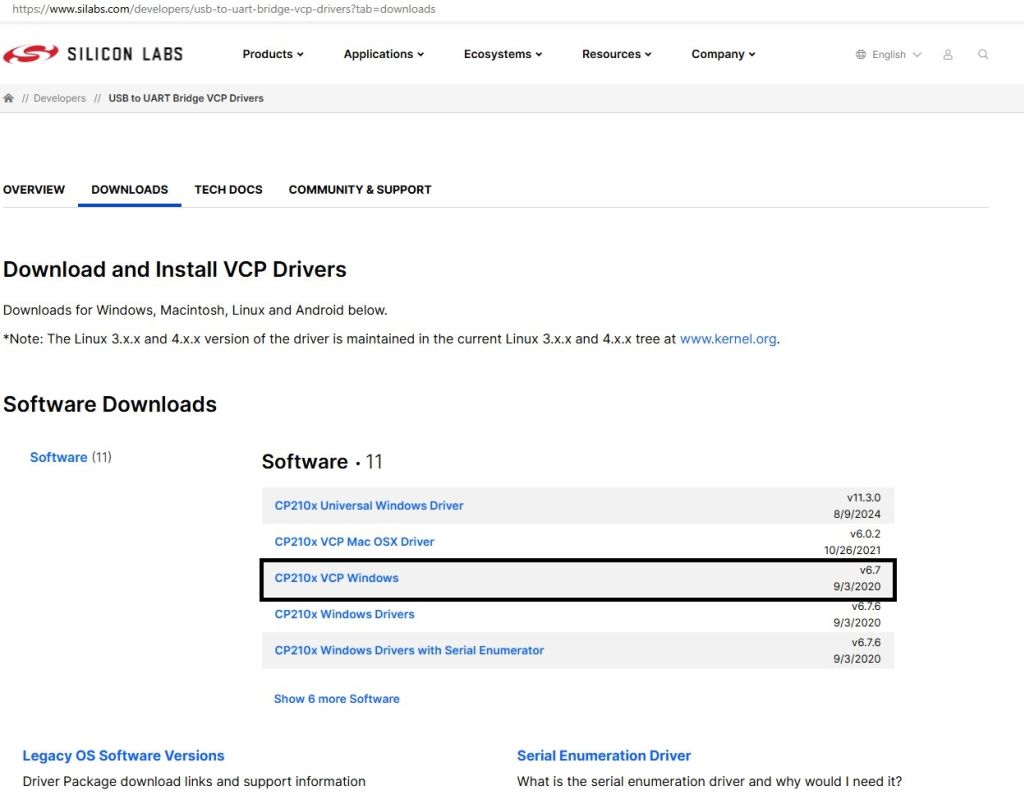 https://www.silabs.com/developers/usb-to-uart-bridge-vcp-drivers?tab=downloads
SILICON LABS Products Applications Ecosystems Resources Company English
// Developers // USB to UART Bridge VCP Drivers
OVERVIEW DOWNLOADS TECH DOCS COMMUNITY & SUPPORT
Download and Install VCP Drivers
Downloads for Windows, Macintosh, Linux and Android below.
*Note: The Linux 3.x.x and 4.x.x version of the driver is maintained in the current Linux 3.x.x and 4.x.x tree at www.kernel.org.
Software Downloads
Software (11)
Software · 11
CP210x Universal Windows Driver v11.3.0
8/9/2024
CP210x VCP Mac OSX Driver v6.0.2
10/26/2021
CP210x VCP Windows v6.7
9/3/2020
CP210x Windows Drivers v6.7.6
9/3/2020
CP210x Windows Drivers with Serial Enumerator v6.7.6
9/3/2020
Show 6 more Software
Legacy OS Software Versions
Driver Package download links and support information
Serial Enumeration Driver
What is the serial enumeration driver and why would I need it?